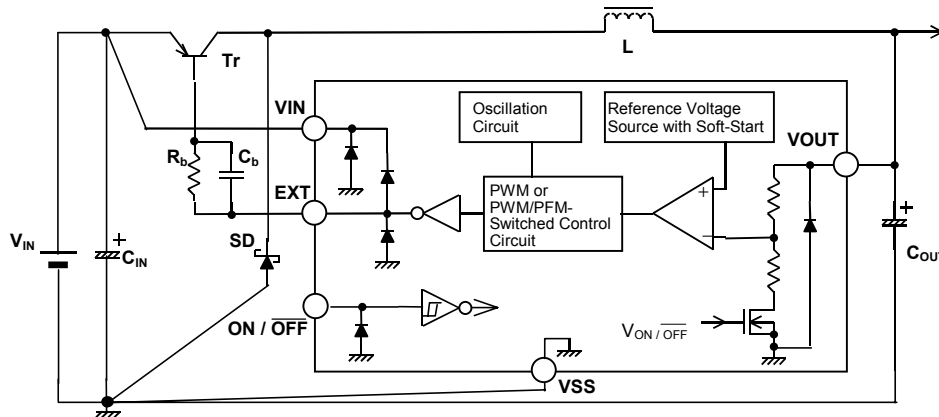 L
Tr
VIN
Oscillation
Circuit
Reference Voltage
Source with Soft-Start
VOUT
Rb
Cb
EXT
PWM or
PWM/PFM-
Switched Control
Circuit
+
−
+
VIN
+
CIN
SD
COUT
ON / OFF
VON / OFF
VSS